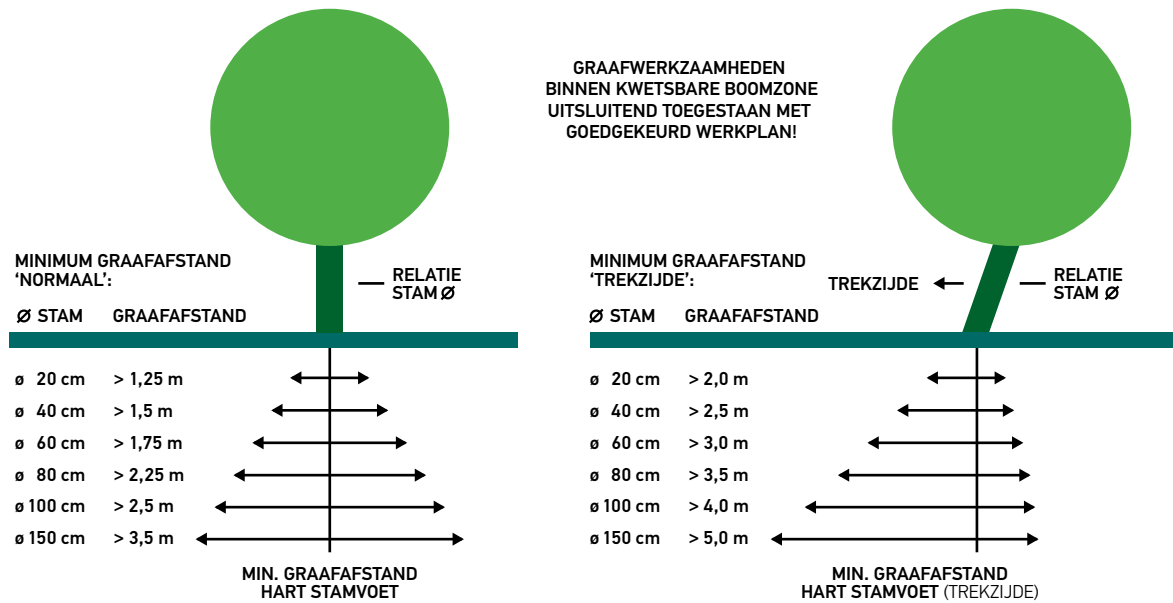 GRAAFWERKZAAMHEDEN
BINNEN KWETSBARE BOOMZONE
UITSLUITEND TOEGESTAAN MET
GOEDGEKEURD WERKPLAN!
MINIMUM GRAAFAFSTAND
'NORMAAL':
RELATIE
STAM Ø
Ø STAM GRAAFAFSTAND
ø 20 cm > 1,25 m
ø 40 cm > 1,5 m
ø 60 cm > 1,75 m
ø 80 cm > 2,25 m
ø 100 cm > 2,5 m
ø 150 cm > 3,5 m
MIN. GRAAFAFSTAND
HART STAMVOET
MINIMUM GRAAFAFSTAND
'TREKZIJDE':
TREKZIJDE
RELATIE
STAM Ø
Ø STAM GRAAFAFSTAND
ø 20 cm > 2,0 m
ø 40 cm > 2,5 m
ø 60 cm > 3,0 m
ø 80 cm > 3,5 m
ø 100 cm > 4,0 m
ø 150 cm > 5,0 m
MIN. GRAAFAFSTAND
HART STAMVOET (TREKZIJDE)